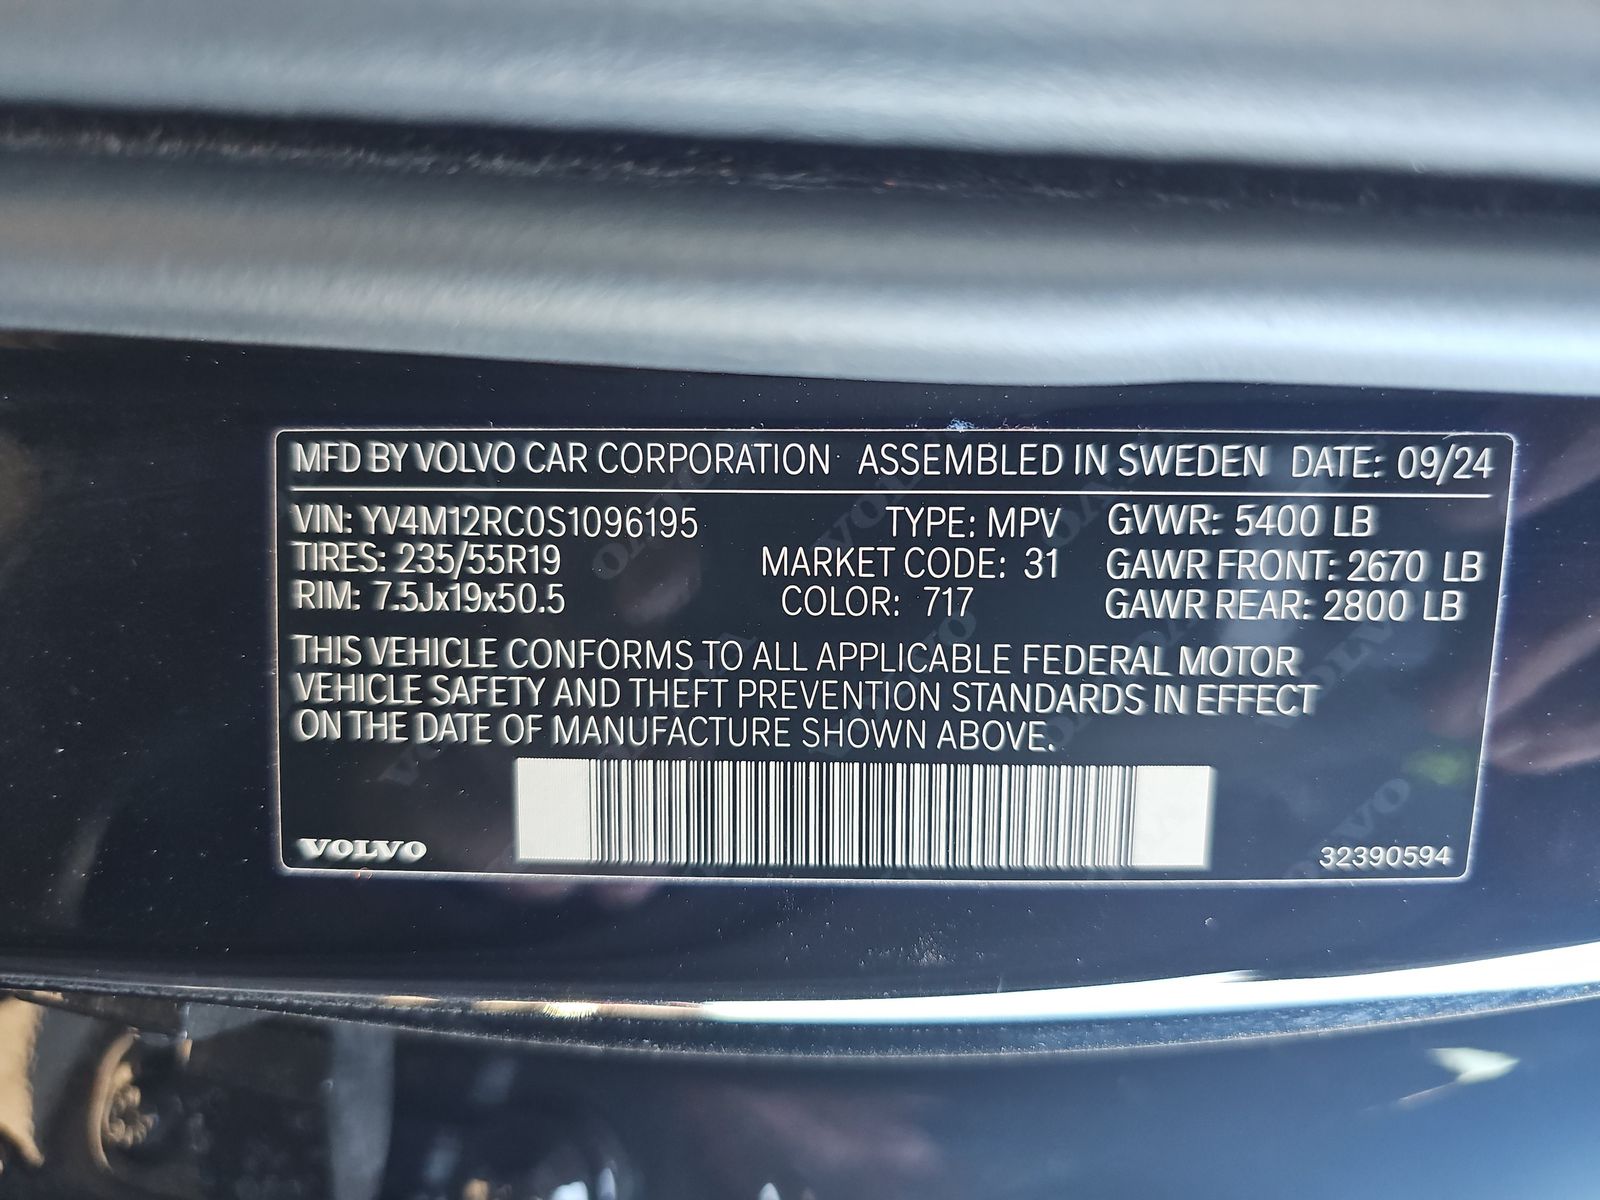 MFD BY VOLVO CAR CORPORATION ASSEMBLED IN SWEDEN DATE: 09/24
VIN: YV4M12RC0S1096195 TYPE: MPV GVWR: 5400 LB
TIRES: 235/55R19 MARKET CODE: 31 GAWR FRONT: 2670 LB
RIM: 7.5Jx19x50.5 COLOR: 717 GAWR REAR: 2800 LB
THIS VEHICLE CONFORMS TO ALL APPLICABLE FEDERAL MOTOR
VEHICLE SAFETY AND THEFT PREVENTION STANDARDS IN EFFECT
ON THE DATE OF MANUFACTURE SHOWN ABOVE.
VOLVO 32390594